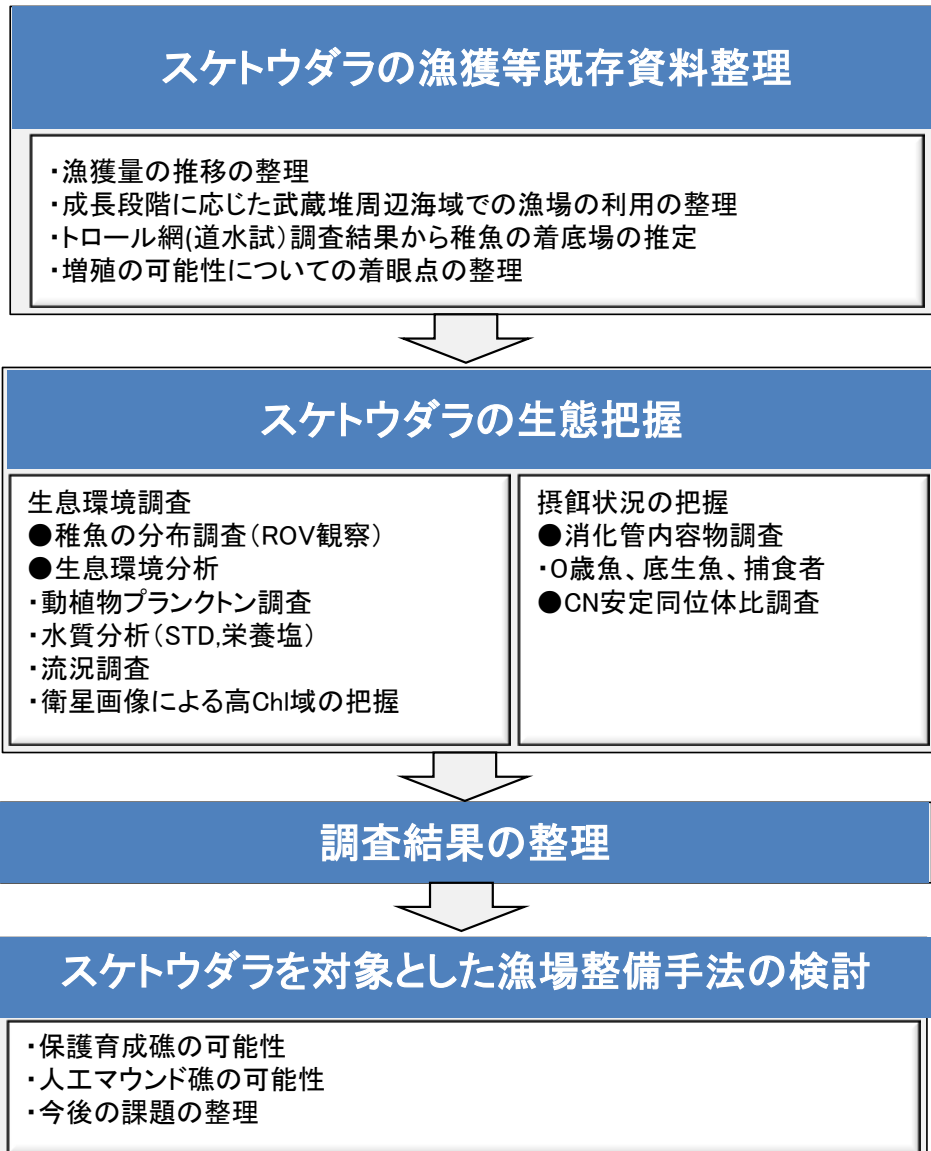 スケトウダラの漁獲等既存資料整理
・漁獲量の推移の整理
・成長段階に応じた武蔵堆周辺海域での漁場の利用の整理
・トロール網(道水試)調査結果から稚魚の着底場の推定
・増殖の可能性についての着眼点の整理
スケトウダラの生態把握
生息環境調査
●稚魚の分布調査(ROV観察)
●生息環境分析
・動植物プランクトン調査
・水質分析(STD,栄養塩)
・流況調査
・衛星画像による高Chl域の把握
摂餌状況の把握
●消化管内容物調査
・0歳魚、底生魚、捕食者
●CN安定同位体比調査
調査結果の整理
スケトウダラを対象とした漁場整備手法の検討
・保護育成礁の可能性
・人工マウンド礁の可能性
・今後の課題の整理